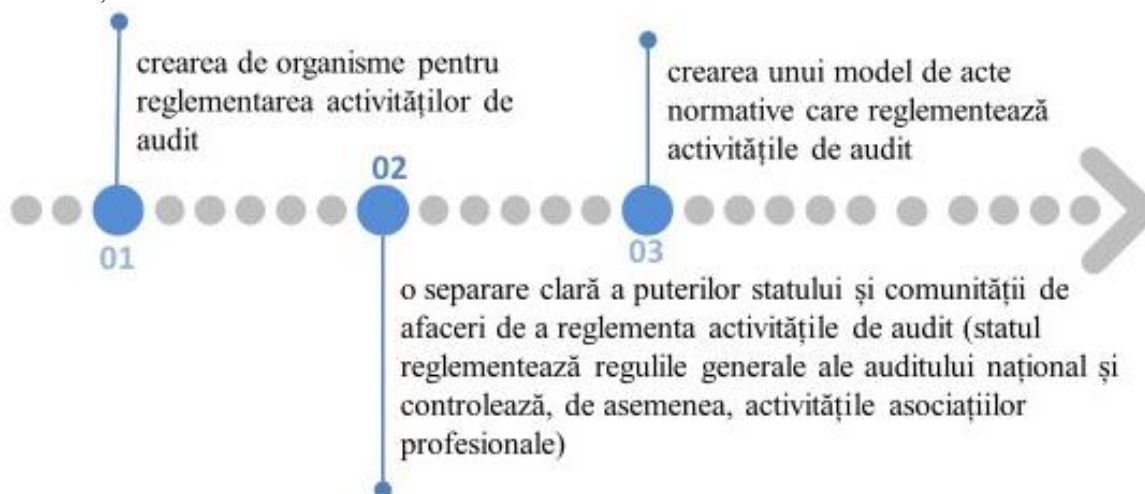 crearea de organisme pentru
reglementarea activităților de
audit
01
02
o separare clară a puterilor statului și comunității de
afaceri de a reglementa activitățile de audit (statul
reglementează regulile generale ale auditului național și
controlează, de asemenea, activitățile asociațiilor
profesionale)
crearea unui model de acte
normative care reglementează
activitățile de audit
03